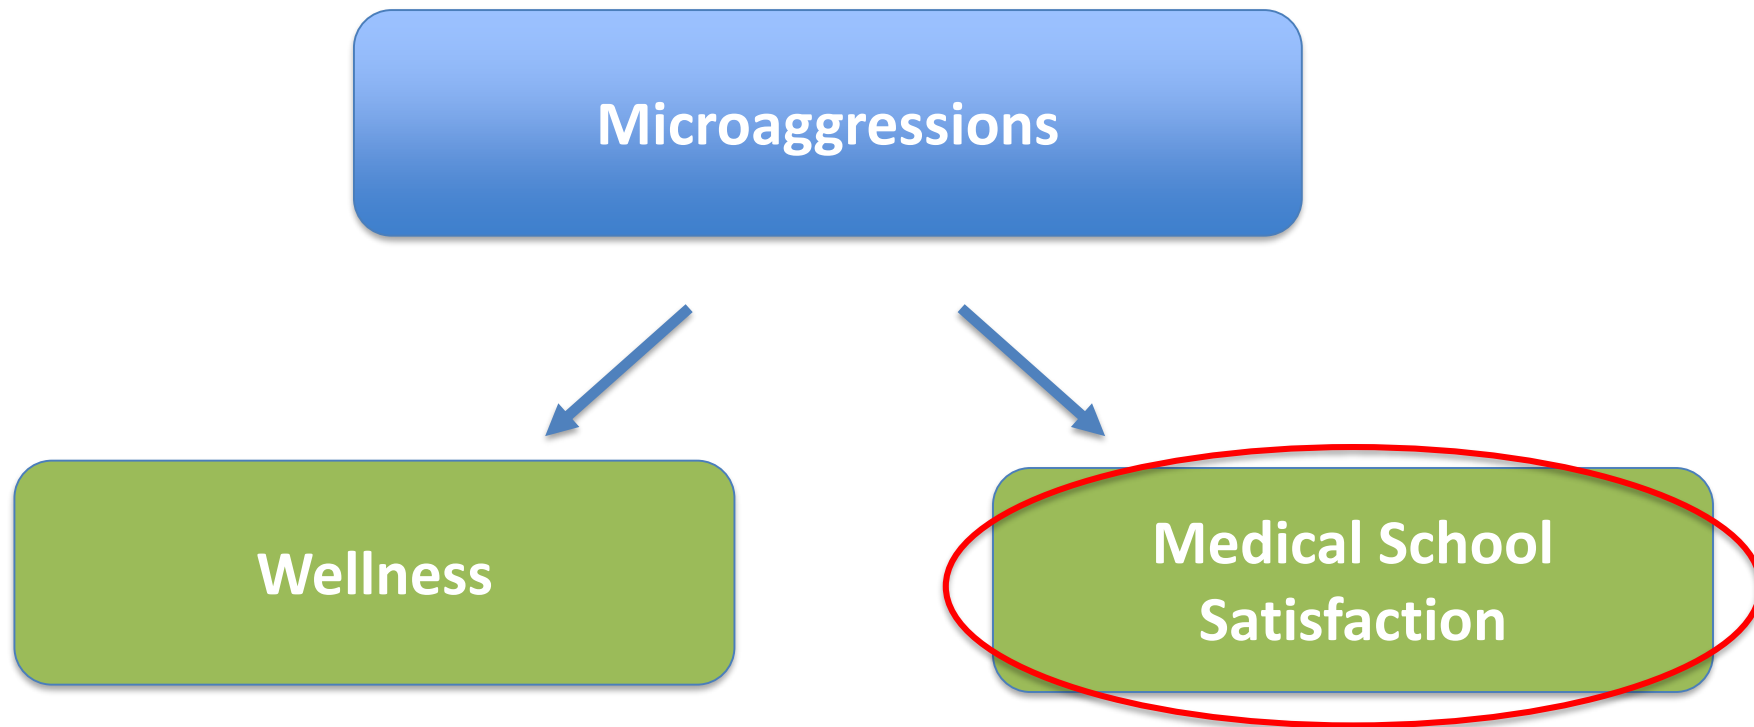 Microaggressions
Wellness
Medical School
Satisfaction